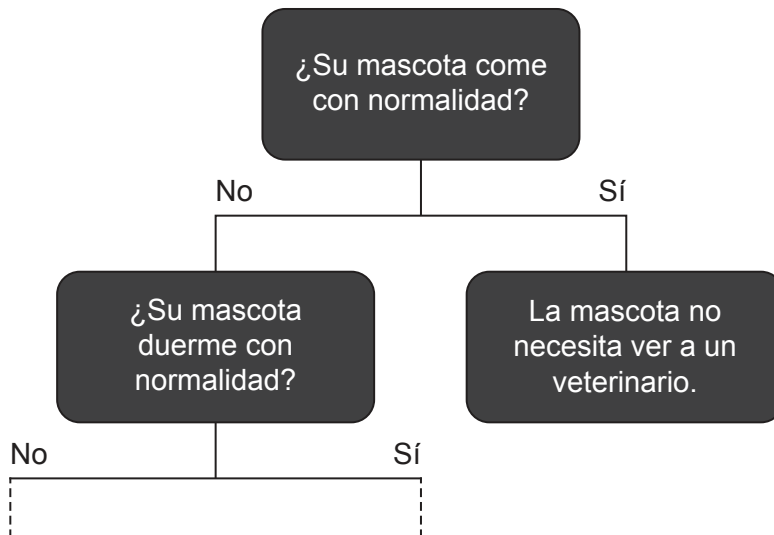 ¿Su mascota come
con normalidad?
No
Sí
¿Su mascota
duerme con
normalidad?
La mascota no
necesita ver a un
veterinario.
No
Sí